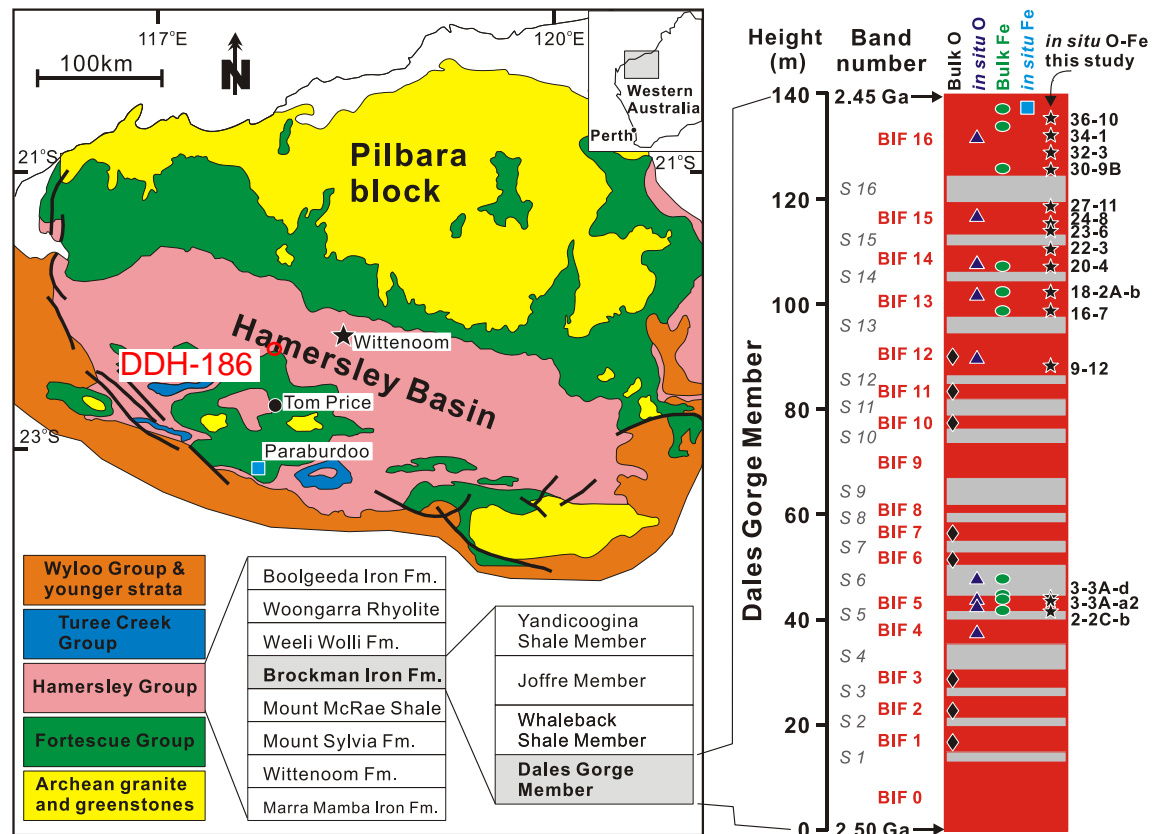 117°E
120°E
100km
N
Western
Australia
Perth
21°S
21°S
Pilbara
block
Hamersley Basin
Wittenoom
DDH-186
Tom Price
23°S
Paraburdoo
Wyloo Group &
younger strata
Turee Creek
Group
Hamersley Group
Fortescue Group
Archean granite
and greenstones
Boolgeeda Iron Fm.
Woongarra Rhyolite
Weeli Wolli Fm.
Brockman Iron Fm.
Mount McRae Shale
Mount Sylvia Fm.
Wittenoom Fm.
Marra Mamba Iron Fm.
Yandicoogina
Shale Member
Joffre Member
Whaleback
Shale Member
Dales Gorge
Member
Dales Gorge Member
Height
(m)
140
120
100
80
60
40
20
0
Band
number
Bulk O
in situ O
Bulk Fe
in situ Fe
in situ O-Fe
this study
2.45 Ga
BIF 16
S 16
BIF 15
S 15
BIF 14
S 14
BIF 13
S 13
BIF 12
S 12
BIF 11
S 11
BIF 10
S 10
BIF 9
S 9
BIF 8
S 8
BIF 7
S 7
BIF 6
S 6
BIF 5
S 5
BIF 4
S 4
BIF 3
S 3
BIF 2
S 2
BIF 1
S 1
BIF 0
2.50 Ga
36-10
34-1
32-3
30-9B
27-11
24-8
23-6
22-3
20-4
18-2A-b
16-7
9-12
3-3A-d
3-3A-a2
2-2C-b